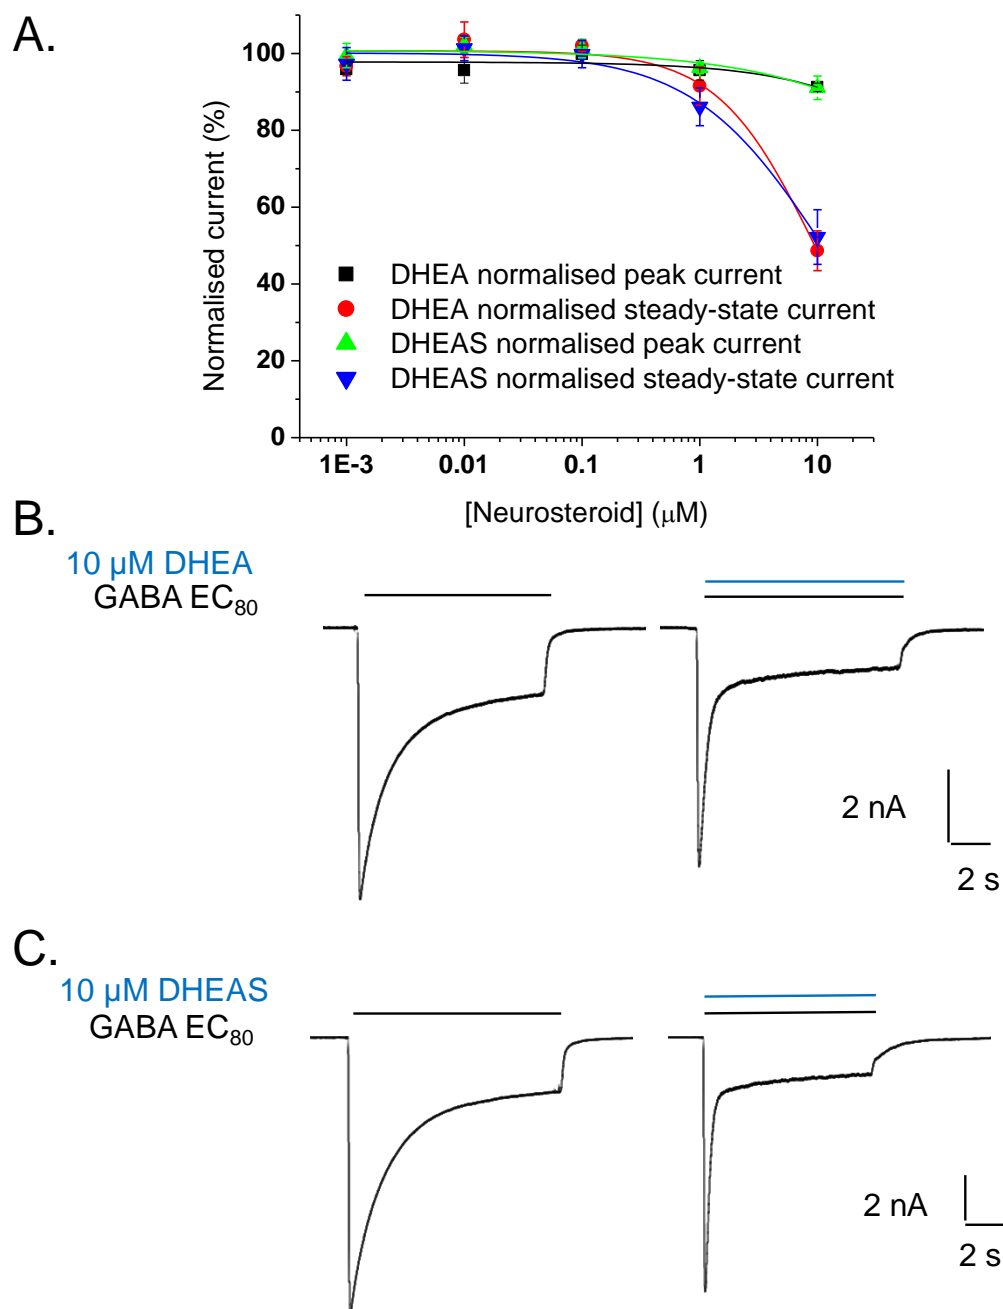 A.
Normalised current (%)
100
80
60
40
20
0
DHEA normalised peak current
DHEA normalised steady-state current
DHEAS normalised peak current
DHEAS normalised steady-state current
1E-3 0.01 0.1 1 10
[Neurosteroid] (μM)
B.
10 µM DHEA
GABA EC80
2 nA
2 s
C.
10 µM DHEAS
GABA EC80
2 nA
2 s